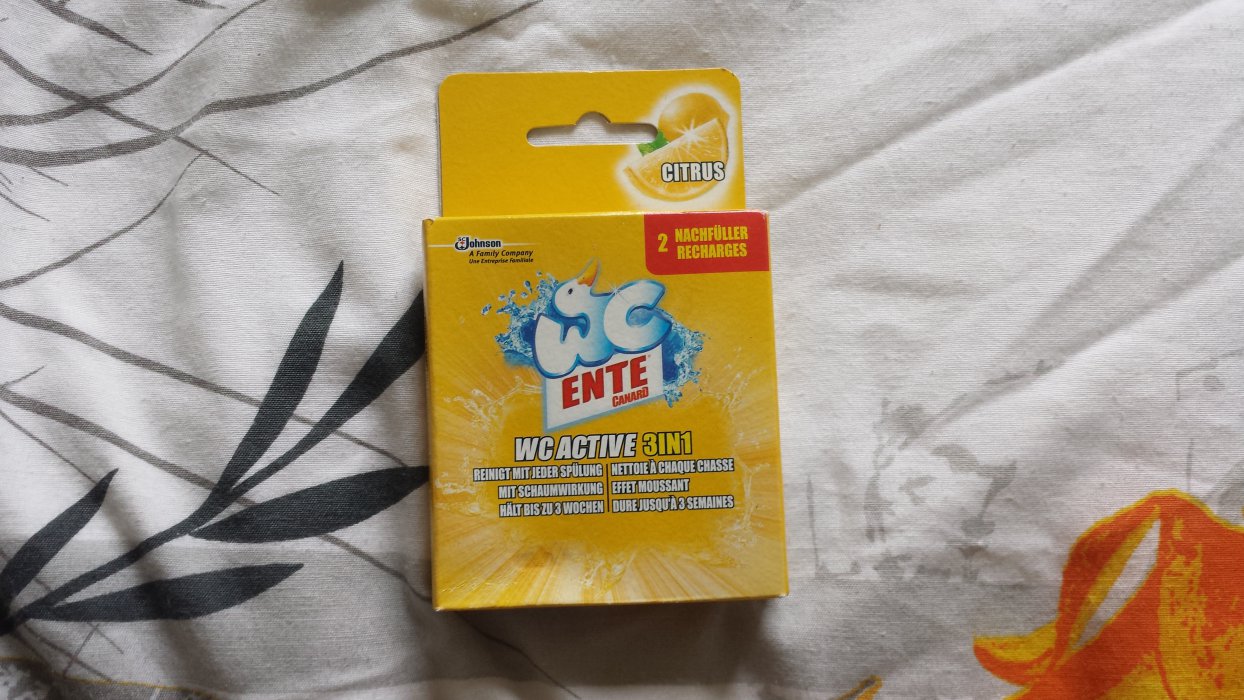 CITRUS
SC Johnson
A Family Company
Une Entreprise Familiale
2 NACHFÜLLER
RECHARGES
WC
ENTE
CANARD
WC ACTIVE 3IN1
REINIGT MIT JEDER SPÜLUNG
MIT SCHAUMWIRKUNG
HÄLT BIS ZU 3 WOCHEN
NETTOIE À CHAQUE CHASSE
EFFET MOUSSANT
DURE JUSQU'À 3 SEMAINES